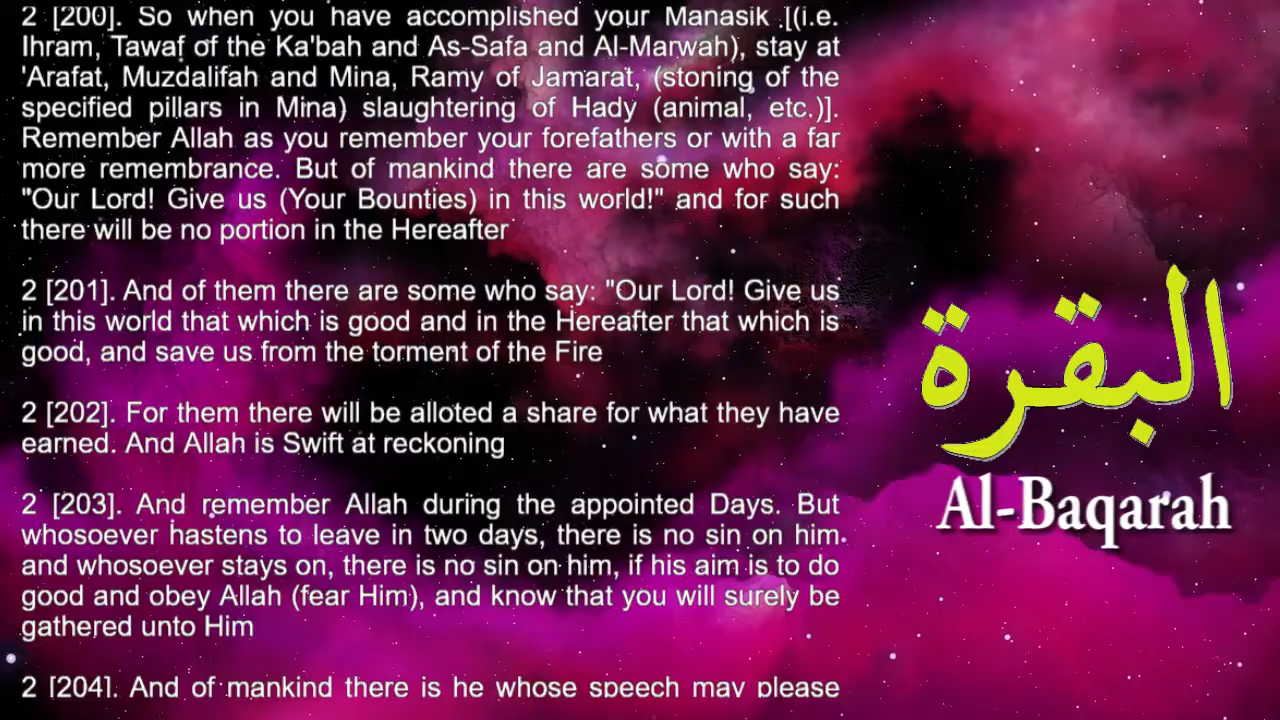 2 [200]. So when you have accomplished your Manasik .[(i.e.
Ihram, Tawaf of the Ka'bah and As-Safa and Al-Marwah), stay at
'Arafat, Muzdalifah and Mina, Ramy of Jamarat, (stoning of the
specified pillars in Mina) slaughtering of Hady (animal, etc.)].
Remember Allah as you remember your forefathers or with a far
more remembrance. But of mankind there are some who say:
"Our Lord! Give us (Your Bounties) in this world!" and for such
there will be no portion in the Hereafter
2 [201]. And of them there are some who say: "Our Lord! Give us
in this world that which is good and in the Hereafter that which is
good, and save us from the torment of the Fire
2 [202]. For them there will be alloted a share for what they have
earned. And Allah is Swift at reckoning
2 [203]. And remember Allah during the appointed Days. But
whosoever hastens to leave in two days, there is no sin on him
and whosoever stays on, there is no sin on him, if his aim is to do
good and obey Allah (fear Him), and know that you will surely be
gathered unto Him
2 [204]. And of mankind there is he whose speech may please
البقرة
Al-Baqarah